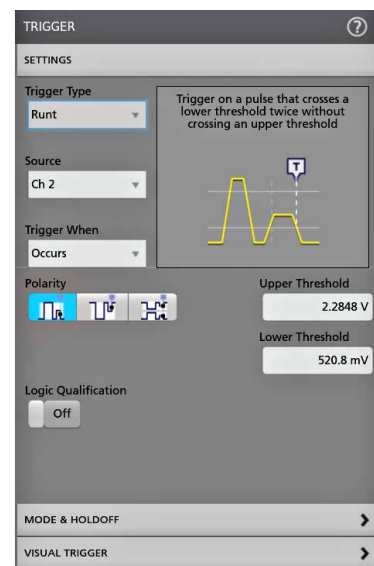 TRIGGER
?
SETTINGS
Trigger Type
Runt
Trigger on a pulse that crosses a
lower threshold twice without
crossing an upper threshold
T
Source
Ch 2
Trigger When
Occurs
Polarity
Upper Threshold
2.2848 V
Lower Threshold
520.8 mV
Logic Qualification
Off
MODE & HOLDOFF
VISUAL TRIGGER